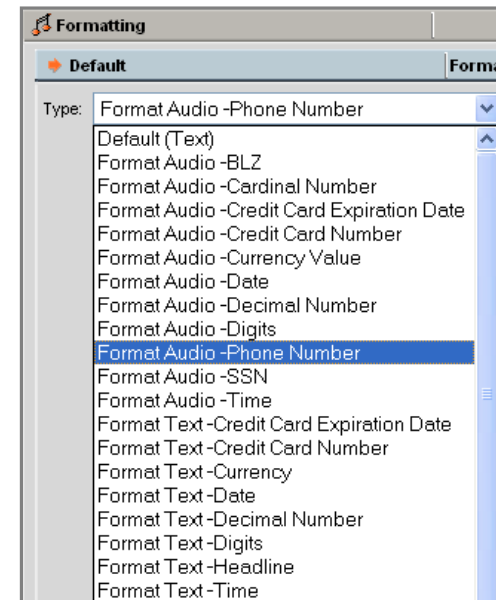 Formatting
Default Forma
Type: Format Audio -Phone Number
Default (Text)
Format Audio -BLZ
Format Audio -Cardinal Number
Format Audio -Credit Card Expiration Date
Format Audio -Credit Card Number
Format Audio -Currency Value
Format Audio -Date
Format Audio -Decimal Number
Format Audio -Digits
Format Audio -Phone Number
Format Audio -SSN
Format Audio -Time
Format Text -Credit Card Expiration Date
Format Text -Credit Card Number
Format Text -Currency
Format Text -Date
Format Text -Decimal Number
Format Text -Digits
Format Text -Headline
Format Text -Time